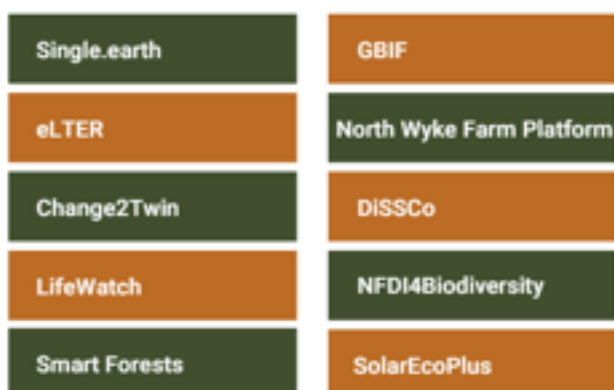 Single.earth
GBIF
eLTER
North Wyke Farm Platform
Change2Twin
DiSSCo
LifeWatch
NFDI4Biodiversity
Smart Forests
SolarEcoPlus